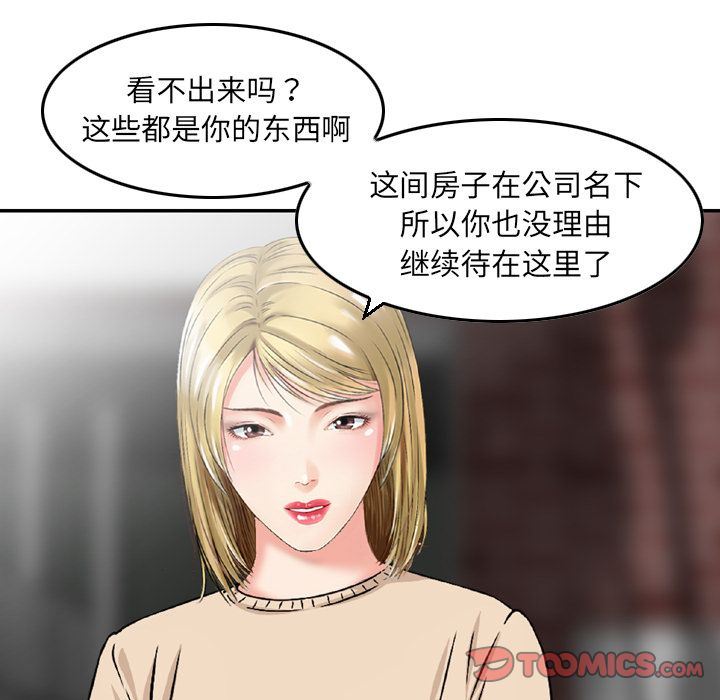 看不出来吗？
这些都是你的东西啊
这间房子在公司名下
所以你也没理由
继续待在这里了
TOOMICS.COM